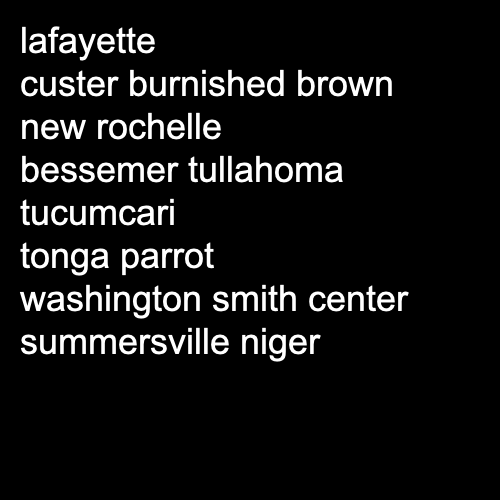 lafayette
custer burnished brown
new rochelle
bessemer tullahoma
tucumcari
tonga parrot
washington smith center
summersville niger